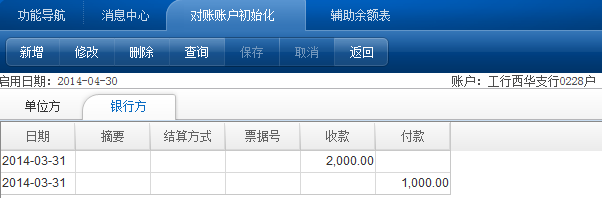 功能导航 消息中心 对账账户初始化 辅助余额表
新增 修改 删除 查询 保存 取消 返回
启用日期：2014-04-30 账户：工行西华支行0228户
单位方 银行方
日期 摘要 结算方式 票据号 收款 付款
2014-03-31 2,000.00
2014-03-31 1,000.00